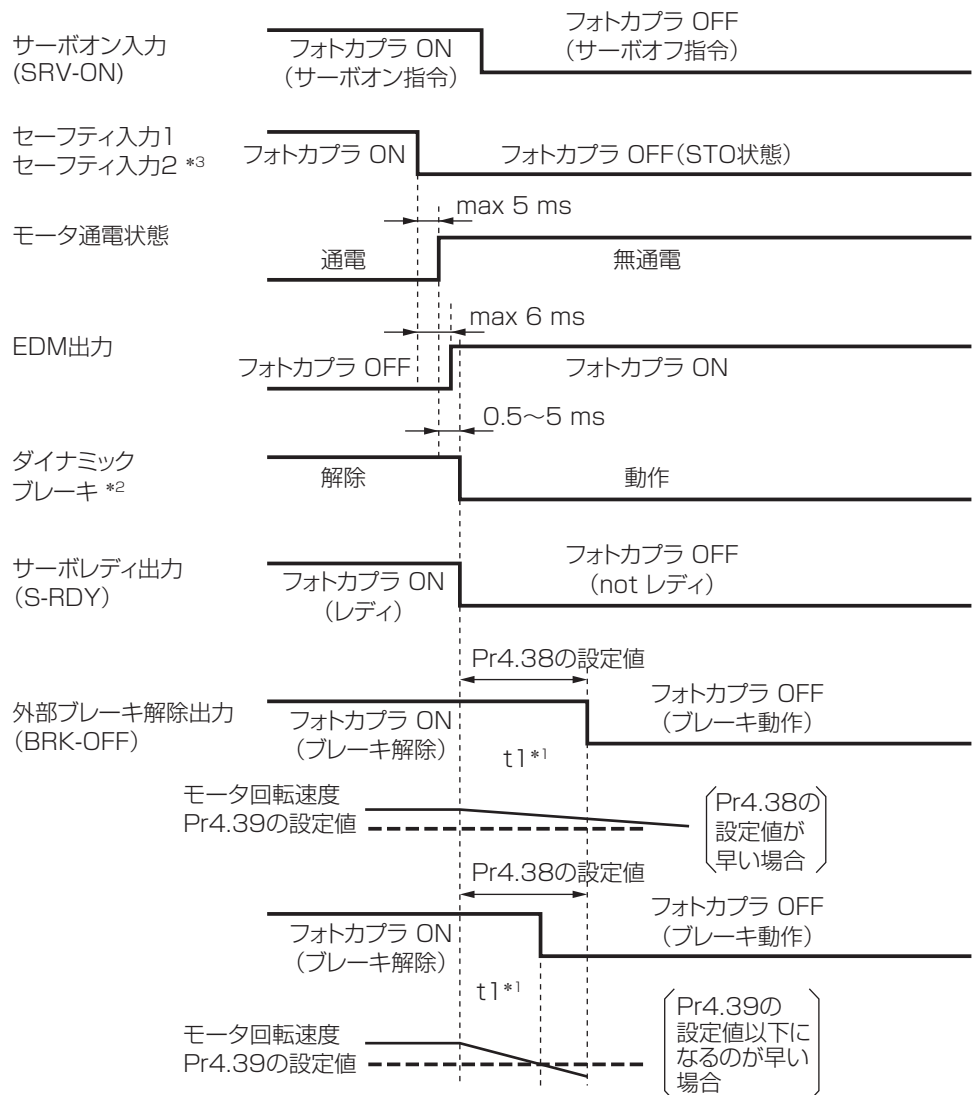 サーボオン入力
(SRV-ON)
フォトカプラ ON
(サーボオン指令)
フォトカプラ OFF
(サーボオフ指令)
セーフティ入力1
セーフティ入力2 *3
フォトカプラ ON
フォトカプラ OFF(STO状態)
max 5 ms
モータ通電状態
通電
無通電
max 6 ms
EDM出力
フォトカプラ OFF
フォトカプラ ON
0.5～5 ms
ダイナミック
ブレーキ *2
解除
動作
サーボレディ出力
(S-RDY)
フォトカプラ ON
(レディ)
フォトカプラ OFF
(not レディ)
Pr4.38の設定値
外部ブレーキ解除出力
(BRK-OFF)
フォトカプラ ON
(ブレーキ解除)
t1*1
フォトカプラ OFF
(ブレーキ動作)
モータ回転速度
Pr4.39の設定値
Pr4.38の
設定値が
早い場合
Pr4.38の設定値
フォトカプラ ON
(ブレーキ解除)
t1*1
フォトカプラ OFF
(ブレーキ動作)
モータ回転速度
Pr4.39の設定値
Pr4.39の
設定値以下に
なるのが早い
場合